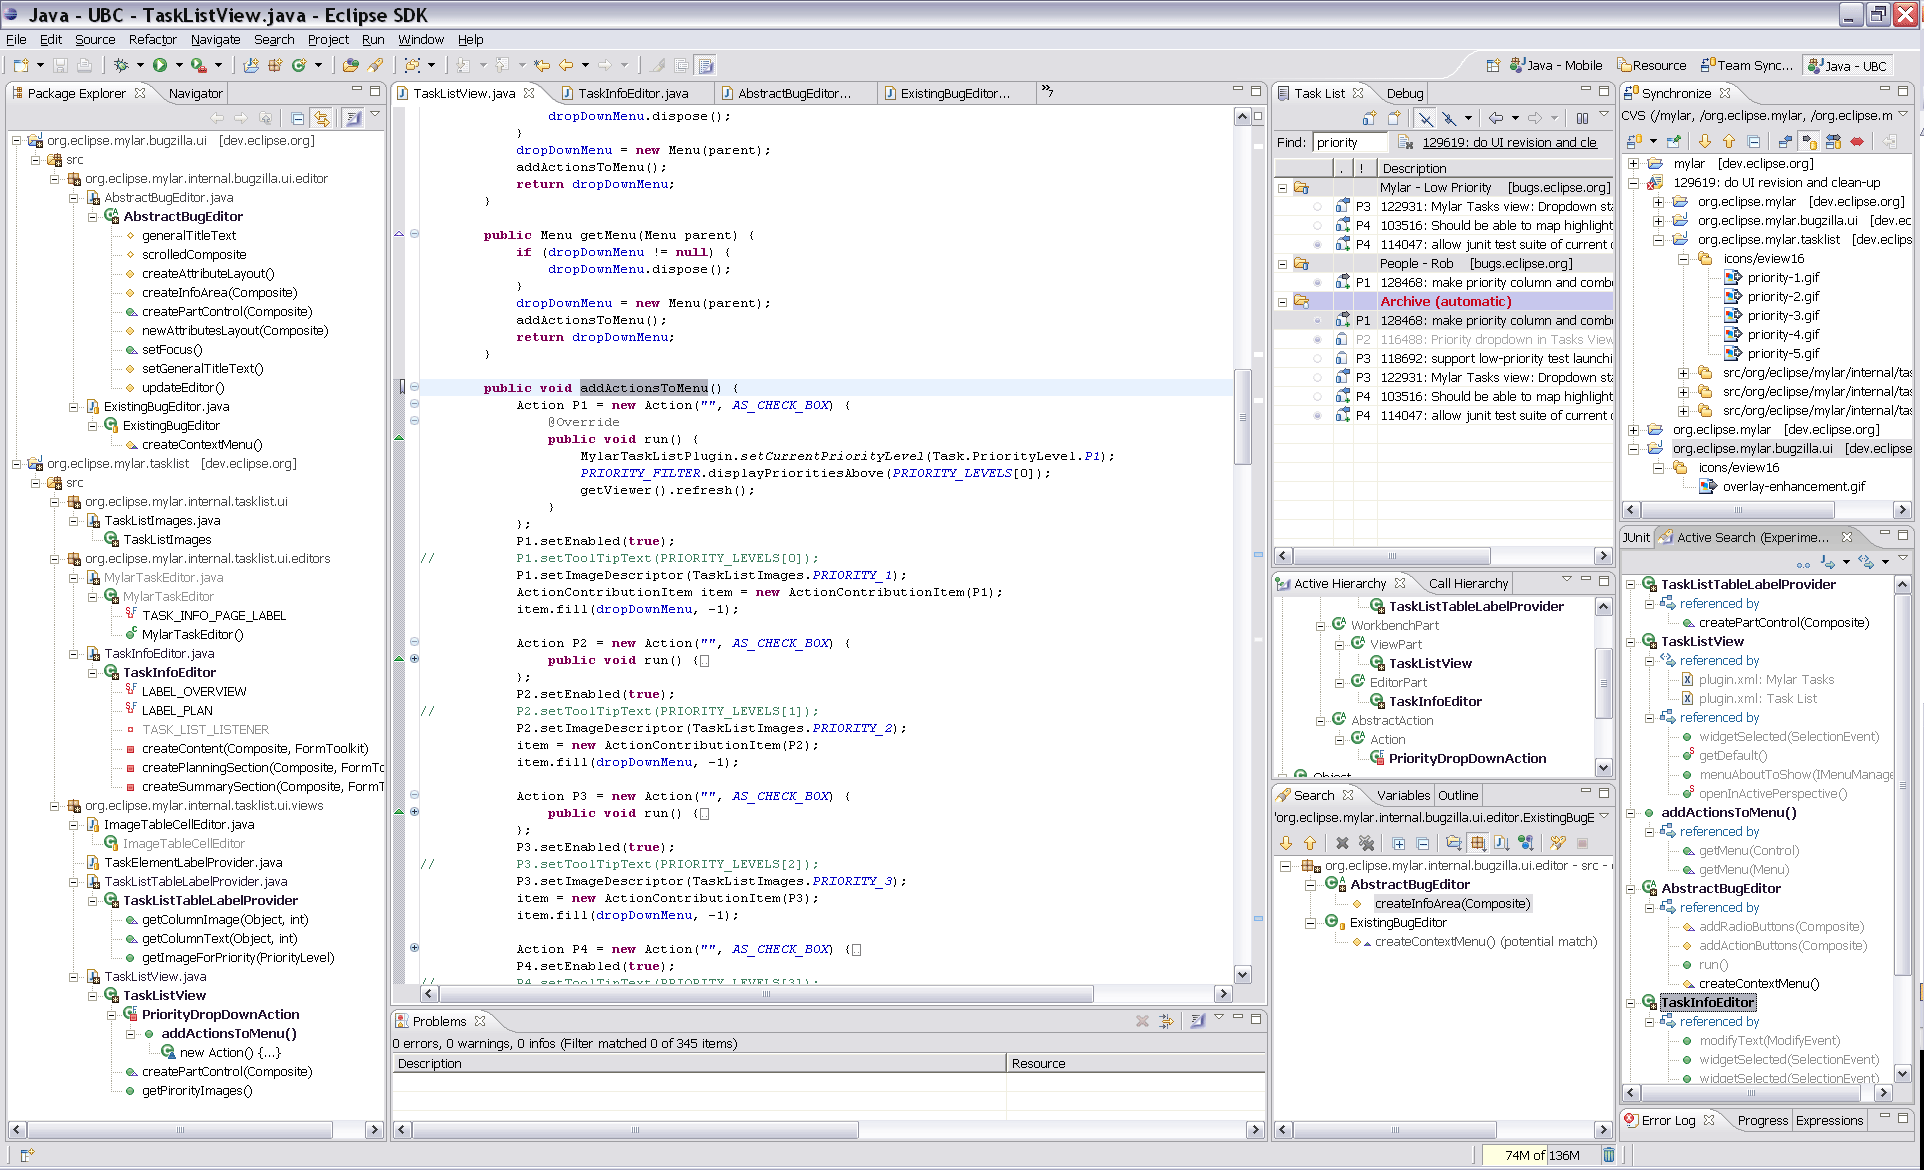 Java - UBC - TaskListView.java - Eclipse SDK
File Edit Source Refactor Navigate Search Project Run Window Help
Java - Mobile Resource Team Sync... Java - UBC
Package Explorer Navigator
org.eclipse.mylar.bugzilla.ui [dev.eclipse.org]
src
org.eclipse.mylar.internal.bugzilla.ui.editor
AbstractBugEditor.java
AbstractBugEditor
generalTitleText
scrolledComposite
createAttributeLayout()
createInfoArea(Composite)
createPartControl(Composite)
newAttributesLayout(Composite)
setFocus()
setGeneralTitleText()
updateEditor()
ExistingBugEditor.java
ExistingBugEditor
createContextMenu()
org.eclipse.mylar.tasklist [dev.eclipse.org]
src
org.eclipse.mylar.internal.tasklist.ui
TaskListImages.java
TaskListImages
org.eclipse.mylar.internal.tasklist.ui.editors
MylarTaskEditor.java
MylarTaskEditor
TASK_INFO_PAGE_LABEL
MylarTaskEditor()
TaskInfoEditor.java
TaskInfoEditor
LABEL_OVERVIEW
LABEL_PLAN
TASK_LIST_LISTENER
createContent(Composite, FormToolkit)
createPlanningSection(Composite, FormTo
createSummarySection(Composite, FormT
org.eclipse.mylar.internal.tasklist.ui.views
ImageTableCellEditor.java
ImageTableCellEditor
TaskElementLabelProvider.java
TaskListTableLabelProvider.java
TaskListTableLabelProvider
getColumnImage(Object, int)
getColumnText(Object, int)
getImageForPriority(PriorityLevel)
TaskListView.java
TaskListView
PriorityDropDownAction
addActionsToMenu()
new Action() {...}
createPartControl(Composite)
getPirorityImages()
TaskListView.java TaskInfoEditor.java AbstractBugEditor... ExistingBugEditor... »7
dropDownMenu.dispose();
}
dropDownMenu = new Menu(parent);
addActionsToMenu();
return dropDownMenu;
}
public Menu getMenu(Menu parent) {
if (dropDownMenu != null) {
dropDownMenu.dispose();
}
dropDownMenu = new Menu(parent);
addActionsToMenu();
return dropDownMenu;
}
public void addActionsToMenu() {
Action P1 = new Action("", AS_CHECK_BOX) {
@Override
public void run() {
MylarTaskListPlugin.setCurrentPriorityLevel(Task.PriorityLevel.P1);
PRIORITY_FILTER.displayPrioritiesAbove(PRIORITY_LEVELS[0]);
getViewer().refresh();
}
};
P1.setEnabled(true);
// P1.setToolTipText(PRIORITY_LEVELS[0]);
P1.setImageDescriptor(TaskListImages.PRIORITY_1);
ActionContributionItem item = new ActionContributionItem(P1);
item.fill(dropDownMenu, -1);
Action P2 = new Action("", AS_CHECK_BOX) {
public void run() {
};
P2.setEnabled(true);
// P2.setToolTipText(PRIORITY_LEVELS[1]);
P2.setImageDescriptor(TaskListImages.PRIORITY_2);
item = new ActionContributionItem(P2);
item.fill(dropDownMenu, -1);
Action P3 = new Action("", AS_CHECK_BOX) {
public void run() {
};
P3.setEnabled(true);
// P3.setToolTipText(PRIORITY_LEVELS[2]);
P3.setImageDescriptor(TaskListImages.PRIORITY_3);
item = new ActionContributionItem(P3);
item.fill(dropDownMenu, -1);
Action P4 = new Action("", AS_CHECK_BOX) {
P4.setEnabled(true);
// P4.setToolTipText(PRIORITY_LEVELS[3]);
Problems
0 errors, 0 warnings, 0 infos (Filter matched 0 of 345 items)
Description Resource
Task List Debug
Find: priority 129619: do UI revision and cle
. ! Description
Mylar - Low Priority [bugs.eclipse.org]
P3 122931: Mylar Tasks view: Dropdown sta
P4 103516: Should be able to map highlight
P4 114047: allow junit test suite of current c
People - Rob [bugs.eclipse.org]
P1 128468: make priority column and combo
Archive (automatic)
P1 128468: make priority column and combo
P2 116488: Priority dropdown in Tasks View
P3 118692: support low-priority test launchi
P3 122931: Mylar Tasks view: Dropdown sta
P4 103516: Should be able to map highlight
P4 114047: allow junit test suite of current c
Active Hierarchy Call Hierarchy
TaskListTableLabelProvider
WorkbenchPart
ViewPart
TaskListView
EditorPart
TaskInfoEditor
AbstractAction
Action
PriorityDropDownAction
Object
Search Variables Outline
'org.eclipse.mylar.internal.bugzilla.ui.editor.ExistingBugE
org.eclipse.mylar.internal.bugzilla.ui.editor - src -
AbstractBugEditor
createInfoArea(Composite)
ExistingBugEditor
createContextMenu() (potential match)
Synchronize
CVS (/mylar, /org.eclipse.mylar, /org.eclipse.m
mylar [dev.eclipse.org]
129619: do UI revision and clean-up
org.eclipse.mylar [dev.eclipse.org]
org.eclipse.mylar.bugzilla.ui [dev.ec
org.eclipse.mylar.tasklist [dev.eclips
icons/eview16
priority-1.gif
priority-2.gif
priority-3.gif
priority-4.gif
priority-5.gif
src/org/eclipse/mylar/internal/tas
src/org/eclipse/mylar/internal/tas
src/org/eclipse/mylar/internal/tas
org.eclipse.mylar [dev.eclipse.org]
org.eclipse.mylar.bugzilla.ui [dev.eclipse
icons/eview16
overlay-enhancement.gif
JUnit Active Search (Experime...
TaskListTableLabelProvider
referenced by
createPartControl(Composite)
TaskListView
referenced by
plugin.xml: Mylar Tasks
plugin.xml: Task List
referenced by
widgetSelected(SelectionEvent)
getDefault()
menuAboutToShow(IMenuManage
openInActivePerspective()
addActionsToMenu()
referenced by
getMenu(Control)
getMenu(Menu)
AbstractBugEditor
referenced by
addRadioButtons(Composite)
addActionButtons(Composite)
run()
createContextMenu()
TaskInfoEditor
referenced by
modifyText(ModifyEvent)
widgetSelected(SelectionEvent)
widgetSelected(SelectionEvent)
Error Log Progress Expressions
74M of 136M